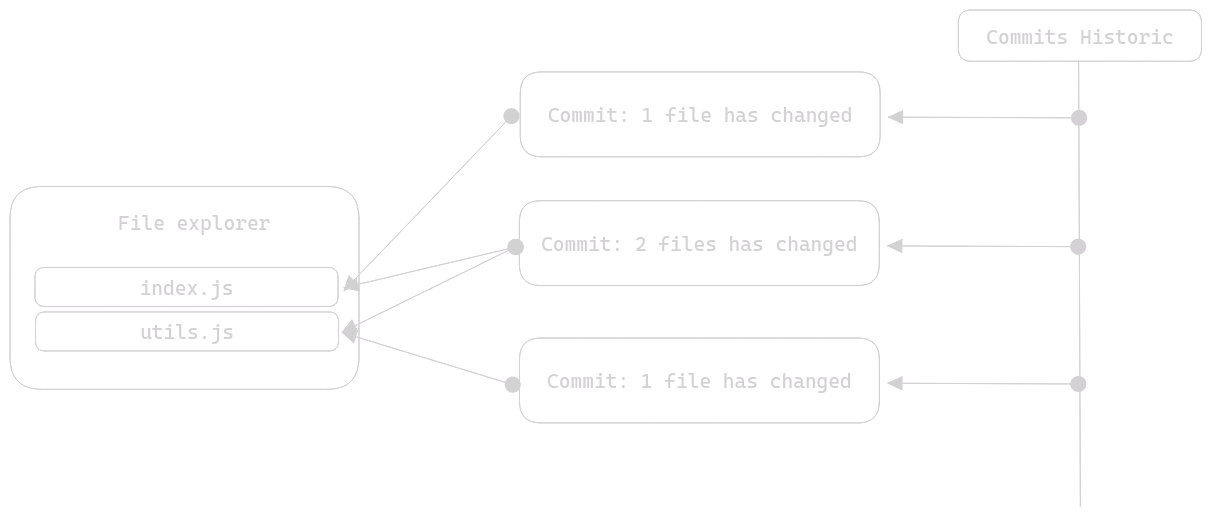 Commits Historic
Commit: 1 file has changed
File explorer
Commit: 2 files has changed
index.js
utils.js
Commit: 1 file has changed